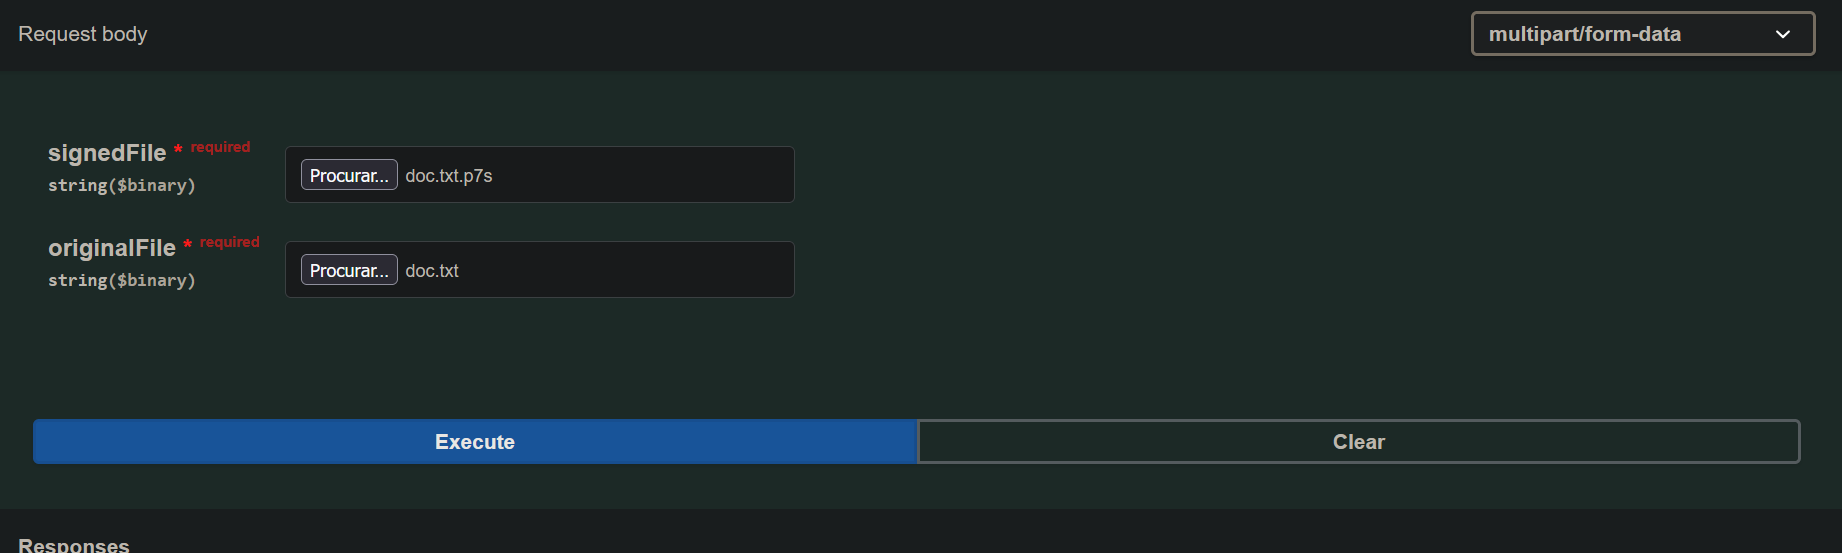 Request body
multipart/form-data
signedFile * required
string($binary)
Procurar... doc.txt.p7s
originalFile * required
string($binary)
Procurar... doc.txt
Execute
Clear
Responses